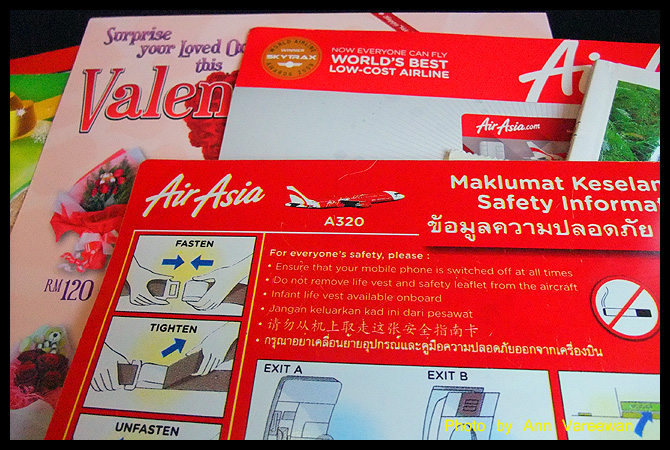 Surprise
your Loved
this
Valen
RM120
WORLD AIRLINE
WINNER
SKYTRAX
NOW EVERYONE CAN FLY
WORLD'S BEST
LOW-COST AIRLINE
Air
AirAsia.com
AirAsia
A320
Maklumat Keselam
Safety Informat
ข้อมูลความปลอดภัย
FASTEN
TIGHTEN
UNFASTEN
For everyone's safety, please :
• Ensure that your mobile phone is switched off at all times
• Do not remove life vest and safety leaflet from the aircraft
• Infant life vest available onboard
• Jangan keluarkan kad ini dari pesawat
• 请勿从机上取走这张安全指南卡
• กรุณาอย่าเคลื่อนย้ายอุปกรณ์และคู่มือความปลอดภัยออกจากเครื่องบิน
EXIT A
EXIT B
Photo by Ann Vareewan